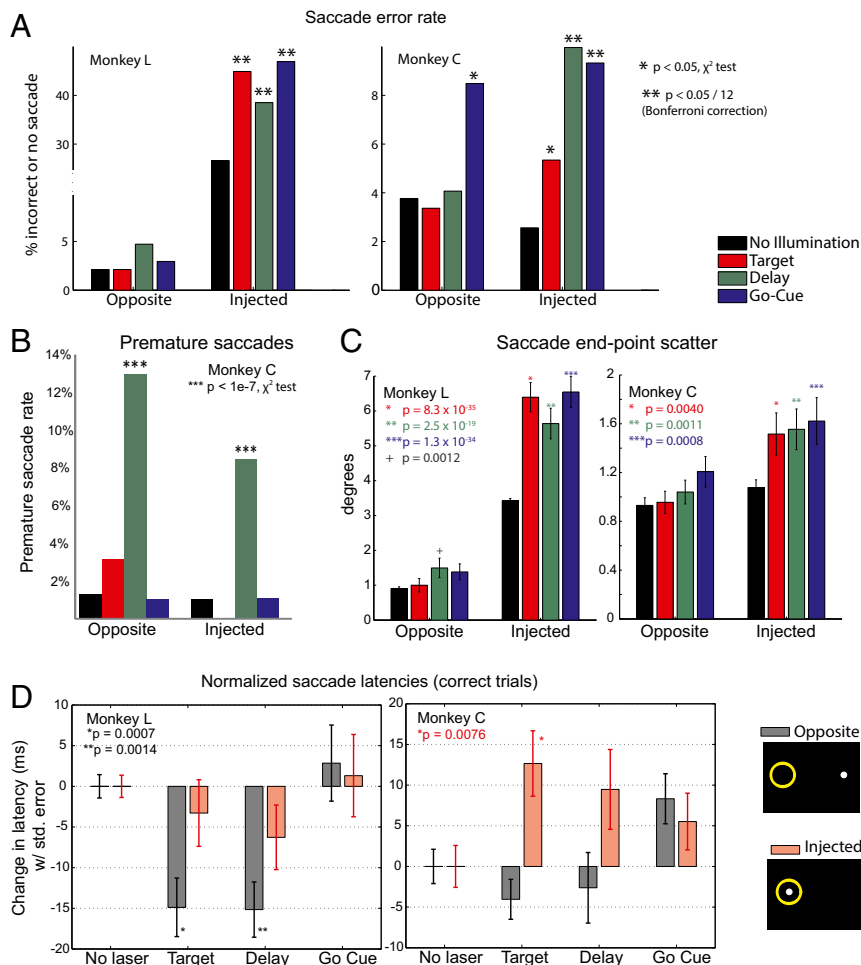 A
Saccade error rate
Monkey L
Monkey C
% incorrect or no saccade
40
30
5
0
** ** **
Opposite Injected
8
6
4
2
0
* * ** **
Opposite Injected
* p < 0.05, χ² test
** p < 0.05 / 12
(Bonferroni correction)
No Illumination
Target
Delay
Go-Cue
B
Premature saccades
Monkey C
*** p < 1e-7, χ² test
Premature saccade rate
14%
12%
10%
8%
6%
4%
2%
*** ***
Opposite Injected
C
Saccade end-point scatter
degrees
7
6
5
4
3
2
1
0
Monkey L
* p = 8.3 x 10⁻³⁵
** p = 2.5 x 10⁻¹⁹
*** p = 1.3 x 10⁻³⁴
+ p = 0.0012
+ * ** ***
Opposite Injected
2
1.6
1.2
0.8
0.4
0
Monkey C
* p = 0.0040
** p = 0.0011
*** p = 0.0008
* ** ***
Opposite Injected
D
Normalized saccade latencies (correct trials)
Change in latency (ms)
w/ std. error
10
5
0
-5
-10
-15
-20
Monkey L
*p = 0.0007
**p = 0.0014
* **
No laser Target Delay Go Cue
20
15
10
5
0
-5
-10
Monkey C
*p = 0.0076
*
No laser Target Delay Go Cue
Opposite
Injected